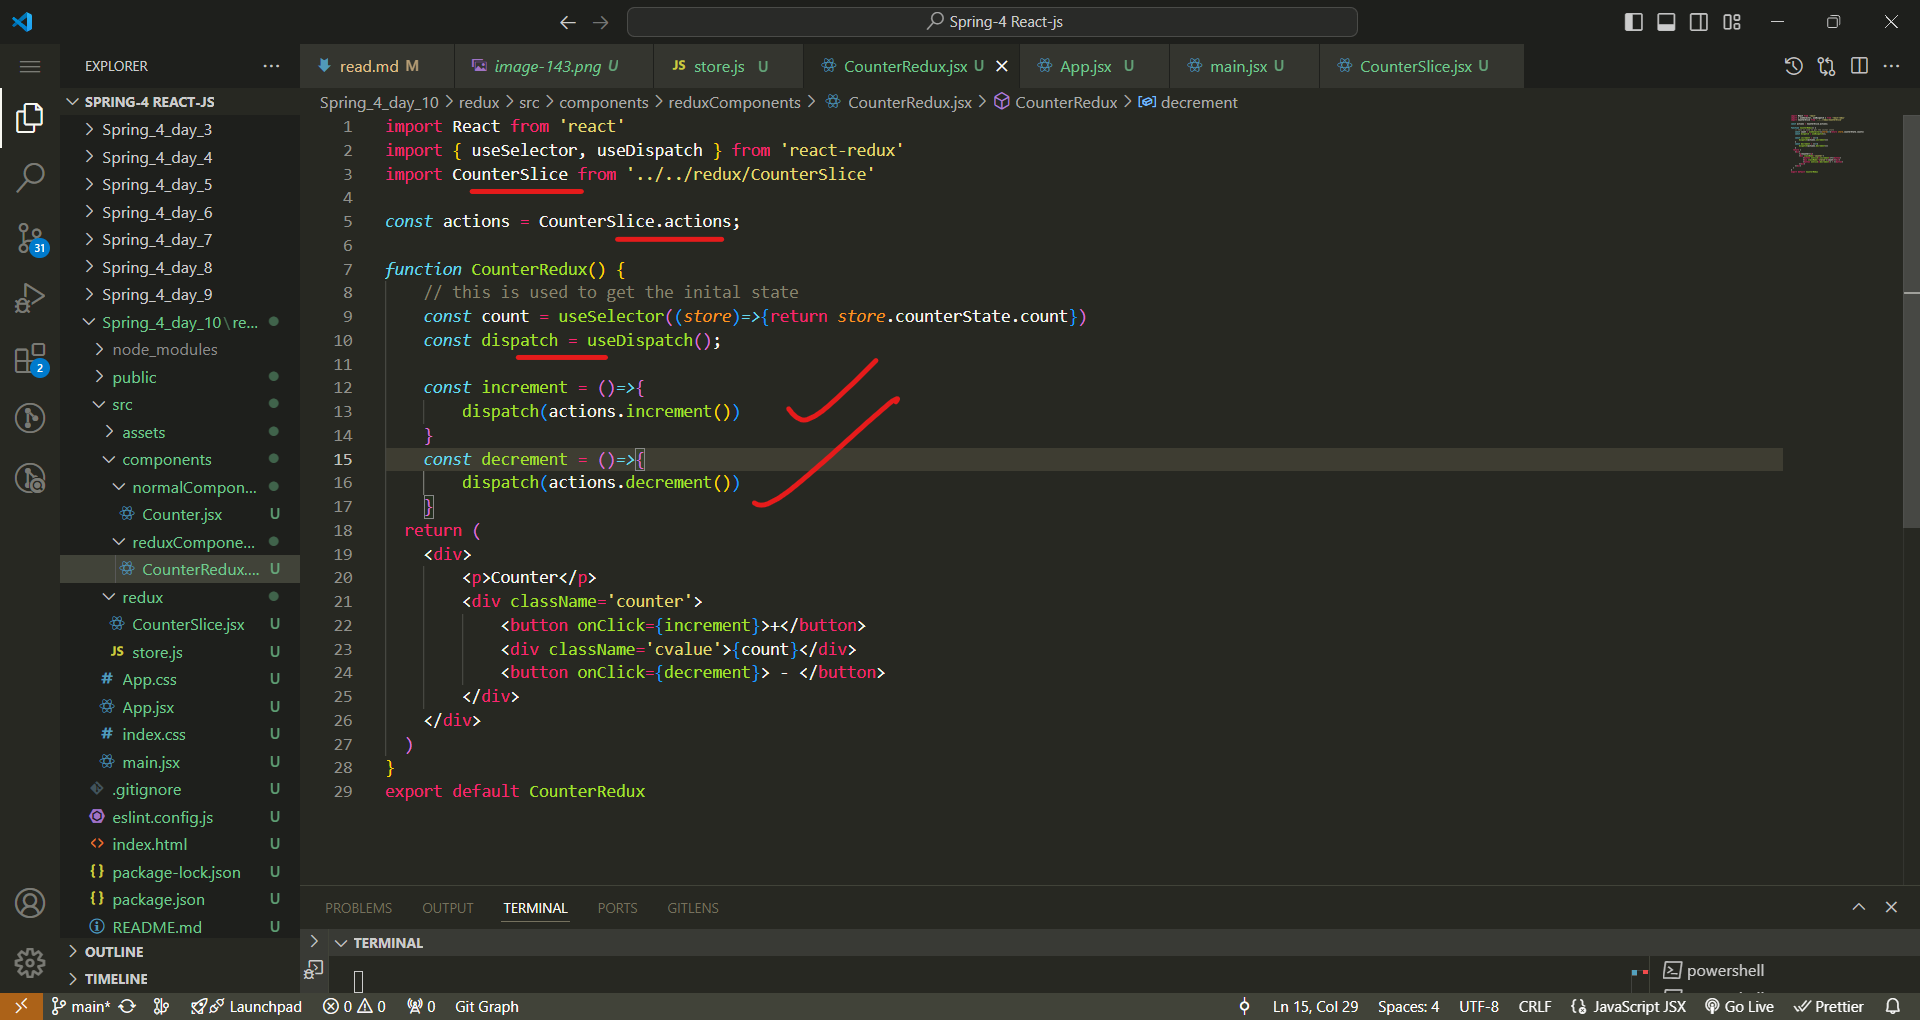 Spring-4 React-js
EXPLORER
read.md M
image-143.png U
JS store.js U
CounterRedux.jsx U
App.jsx U
main.jsx U
CounterSlice.jsx U
SPRING-4 REACT-JS
Spring_4_day_3
Spring_4_day_4
Spring_4_day_5
Spring_4_day_6
Spring_4_day_7
Spring_4_day_8
Spring_4_day_9
Spring_4_day_10\re...
node_modules
public
src
assets
components
normalCompon...
Counter.jsx U
reduxCompone...
CounterRedux.... U
redux
CounterSlice.jsx U
JS store.js U
# App.css U
App.jsx U
# index.css U
main.jsx U
.gitignore U
eslint.config.js U
<> index.html U
{} package-lock.json U
{} package.json U
README.md U
OUTLINE
TIMELINE
31
2
Spring_4_day_10 > redux > src > components > reduxComponents > CounterRedux.jsx > CounterRedux > decrement
1 import React from 'react'
2 import { useSelector, useDispatch } from 'react-redux'
3 import CounterSlice from '../../redux/CounterSlice'
4
5 const actions = CounterSlice.actions;
6
7 function CounterRedux() {
8 // this is used to get the inital state
9 const count = useSelector((store)=>{return store.counterState.count})
10 const dispatch = useDispatch();
11
12 const increment = ()=>{
13 dispatch(actions.increment())
14 }
15 const decrement = ()=>{
16 dispatch(actions.decrement())
17 }
18 return (
19 <div>
20 <p>Counter</p>
21 <div className='counter'>
22 <button onClick={increment}>+</button>
23 <div className='cvalue'>{count}</div>
24 <button onClick={decrement}> - </button>
25 </div>
26 </div>
27 )
28 }
29 export default CounterRedux
PROBLEMS OUTPUT TERMINAL PORTS GITLENS
TERMINAL
powershell
main* Launchpad 0 0 0 Git Graph Ln 15, Col 29 Spaces: 4 UTF-8 CRLF {} JavaScript JSX Go Live Prettier